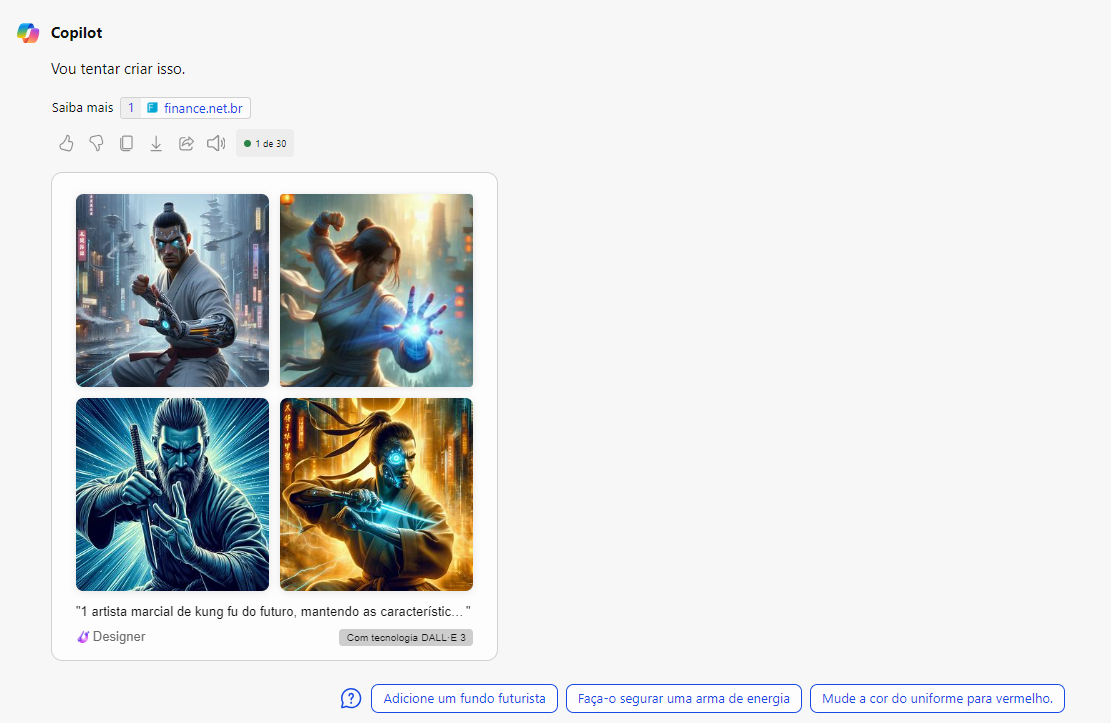 Copilot
Vou tentar criar isso.
Saiba mais 1 finance.net.br
1 de 30
"1 artista marcial de kung fu do futuro, mantendo as característic..."
Designer
Com tecnologia DALL·E 3
Adicione um fundo futurista
Faça-o segurar uma arma de energia
Mude a cor do uniforme para vermelho.